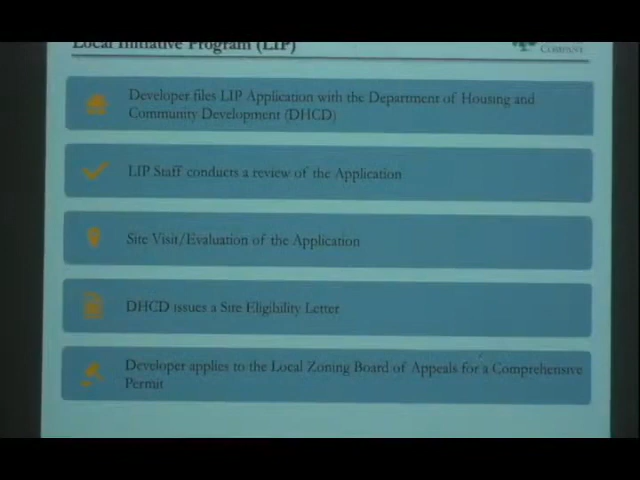 Local Initiative Program (LIP)
COMPANY
Developer files LIP Application with the Department of Housing and
Community Development (DHCD)
LIP Staff conducts a review of the Application
Site Visit/Evaluation of the Application
DHCD issues a Site Eligibility Letter
Developer applies to the Local Zoning Board of Appeals for a Comprehensive
Permit